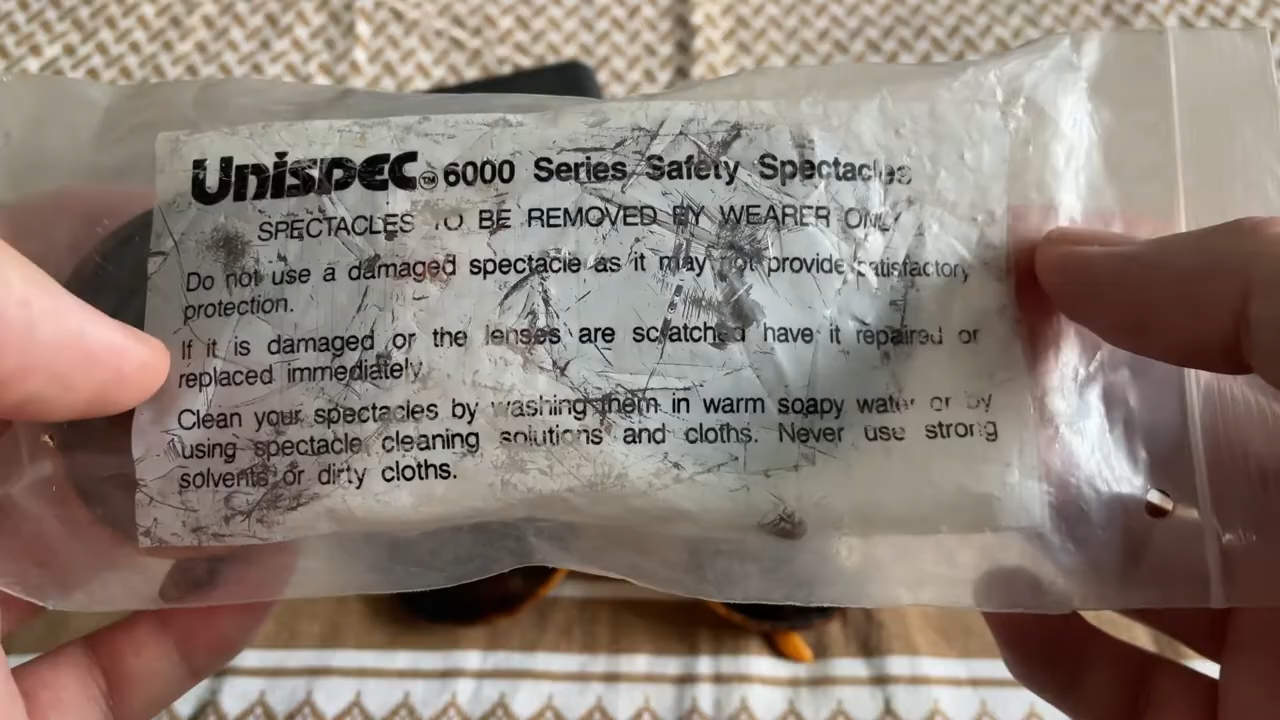 Unispec™ 6000 Series Safety Spectacles
SPECTACLES TO BE REMOVED BY WEARER ONLY
Do not use a damaged spectacle as it may not provide satisfactory
protection.
If it is damaged or the lenses are scratched have it repaired or
replaced immediately
Clean your spectacles by washing them in warm soapy water or by
using spectacle cleaning solutions and cloths. Never use strong
solvents or dirty cloths.